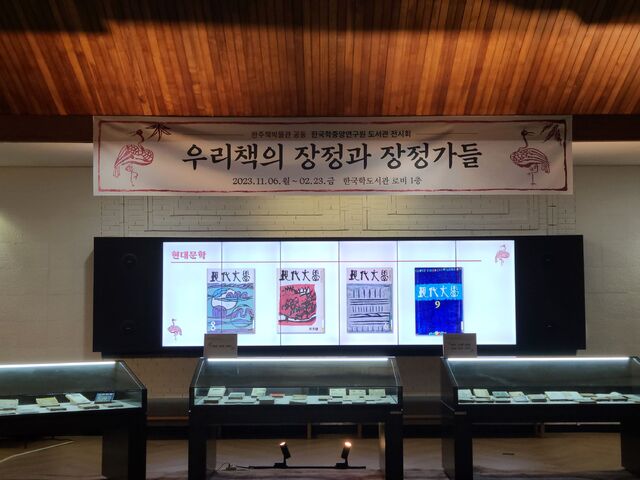 완주책박물관 공동 한국학중앙연구원 도서관 전시회
우리책의 장정과 장정가들
2023.11.06.월~02.23.금 한국학도서관 로비 1층
현대문학
現代文學
8
現代文學
現代文學
現代文學
9